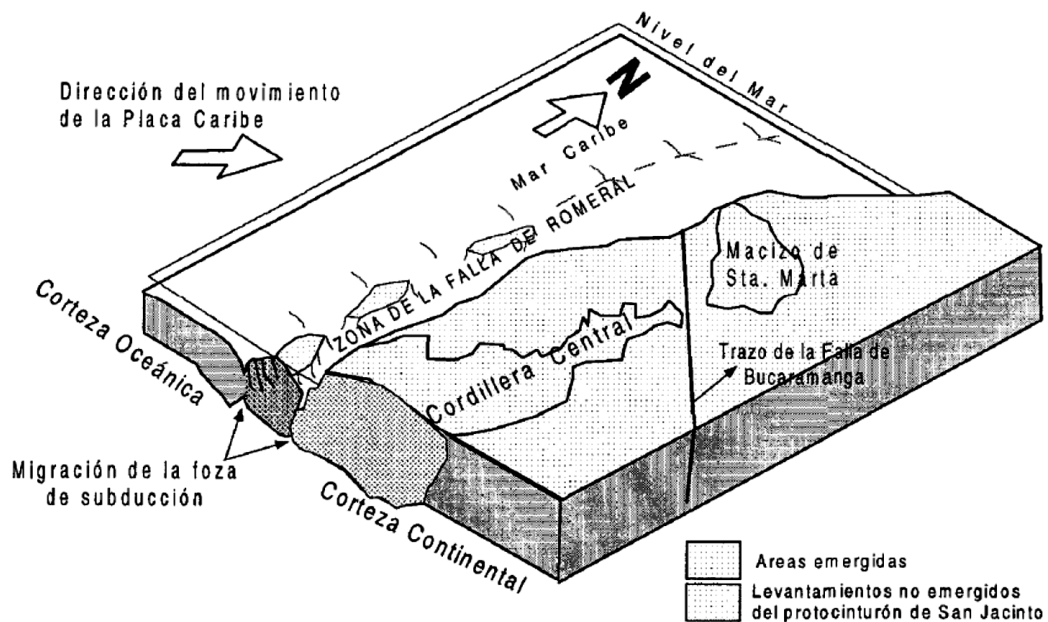 Nivel del Mar
N
Dirección del movimiento
de la Placa Caribe
Mar Caribe
ZONA DE LA FALLA DE ROMERAL
Macizo de
Sta. Marta
Corteza Oceánica
Cordillera Central
Trazo de la Falla de
Bucaramanga
Migración de la foza
de subducción
Corteza Continental
Areas emergidas
Levantamientos no emergidos
del protocinturón de San Jacinto